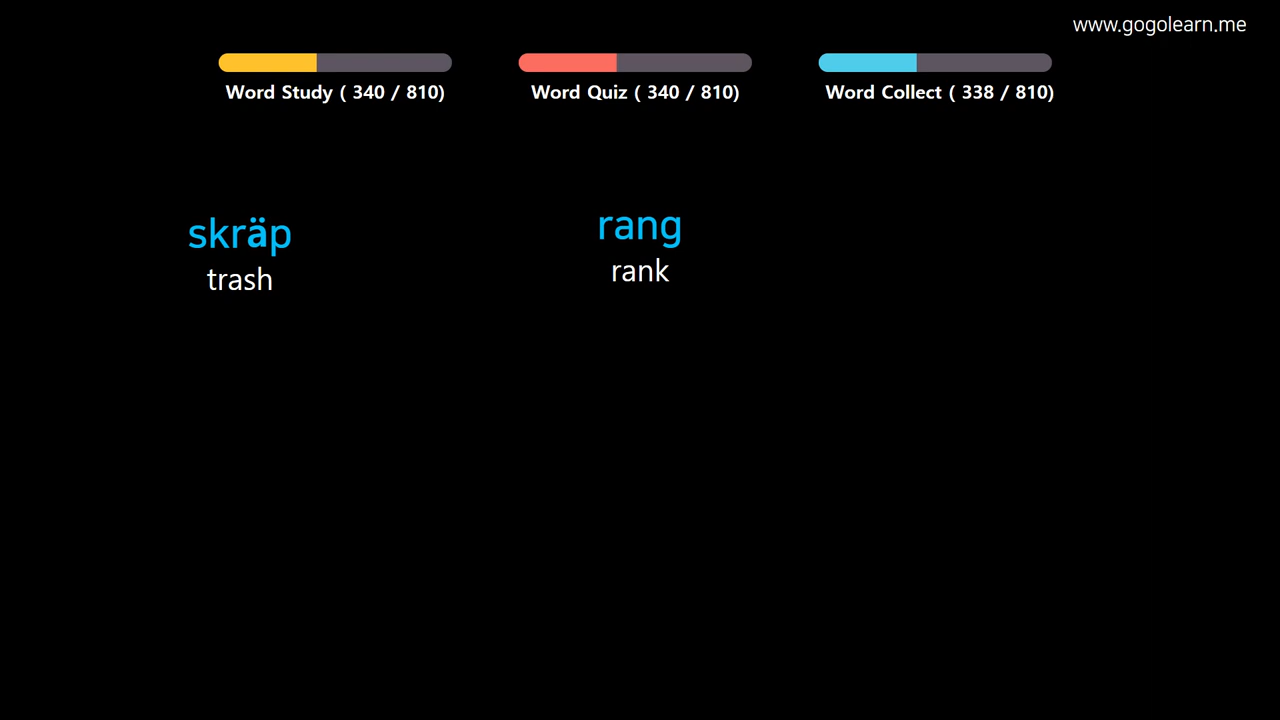 www.gogolearn.me
Word Study ( 340 / 810)
Word Quiz ( 340 / 810)
Word Collect ( 338 / 810)
skräp
trash
rang
rank